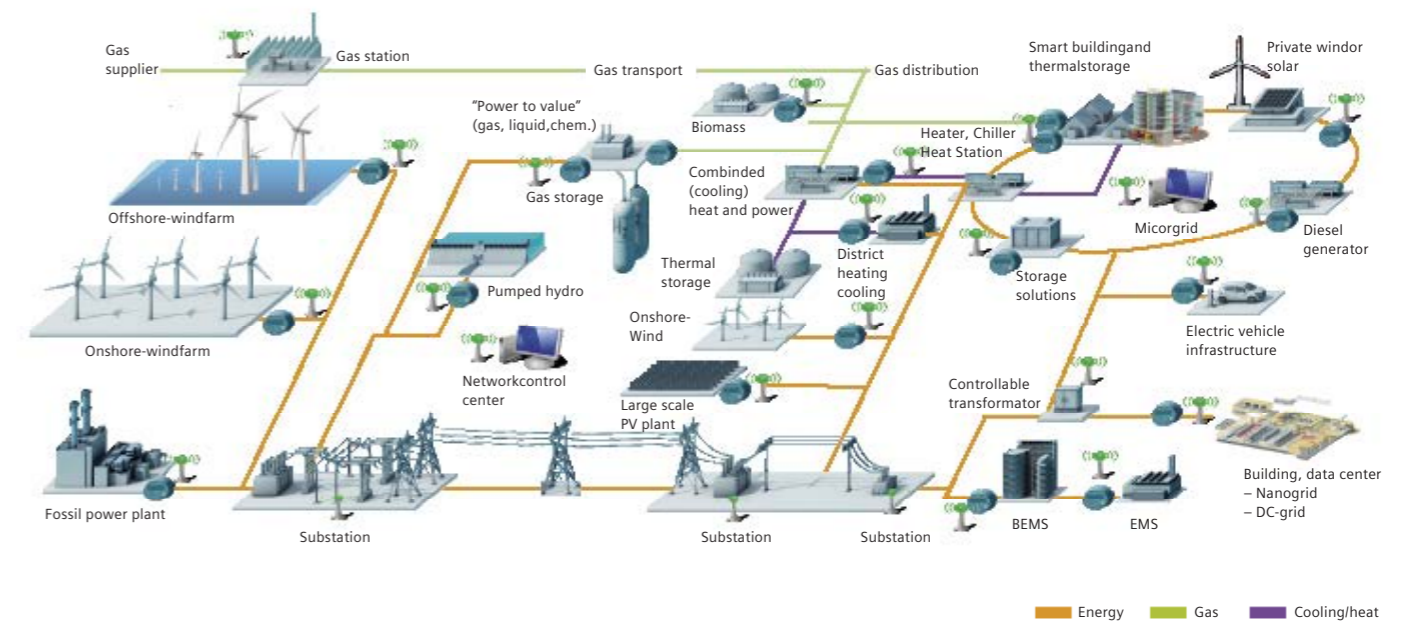 Gas
supplier
Gas station
Gas transport
Gas distribution
Smart buildingand
thermalstorage
Private windor
solar
"Power to value"
(gas, liquid,chem.)
Biomass
Heater, Chiller
Heat Station
Combinded
(cooling)
heat and power
Gas storage
Offshore-windfarm
Micorgrid
Diesel
generator
District
heating
cooling
Thermal
storage
Storage
solutions
Pumped hydro
Onshore-
Wind
Electric vehicle
infrastructure
Onshore-windfarm
Networkcontrol
center
Controllable
transformator
Large scale
PV plant
Building, data center
– Nanogrid
– DC-grid
Fossil power plant
BEMS
EMS
Substation
Substation
Substation
Energy
Gas
Cooling/heat